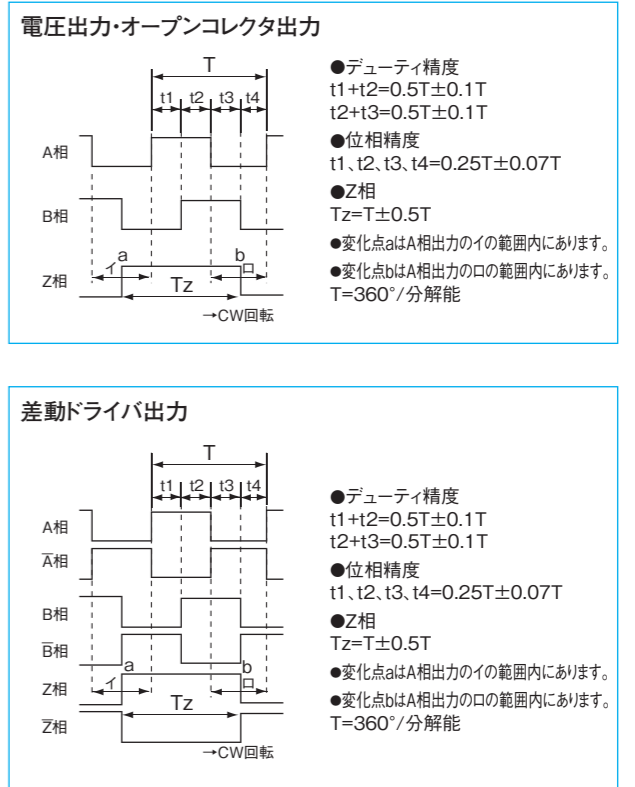 電圧出力・オープンコレクタ出力
T
t1 t2 t3 t4
A相
B相
a b
イ ロ
Z相
Tz
→CW回転
●デューティ精度
t1+t2=0.5T±0.1T
t2+t3=0.5T±0.1T
●位相精度
t1、t2、t3、t4=0.25T±0.07T
●Z相
Tz=T±0.5T
●変化点aはA相出力のイの範囲内にあります。
●変化点bはA相出力のロの範囲内にあります。
T=360°/分解能
差動ドライバ出力
T
t1 t2 t3 t4
A相
A̅相
B相
B̅相
a b
イ ロ
Z相
Tz
Z̅相
→CW回転
●デューティ精度
t1+t2=0.5T±0.1T
t2+t3=0.5T±0.1T
●位相精度
t1、t2、t3、t4=0.25T±0.07T
●Z相
Tz=T±0.5T
●変化点aはA相出力のイの範囲内にあります。
●変化点bはA相出力のロの範囲内にあります。
T=360°/分解能